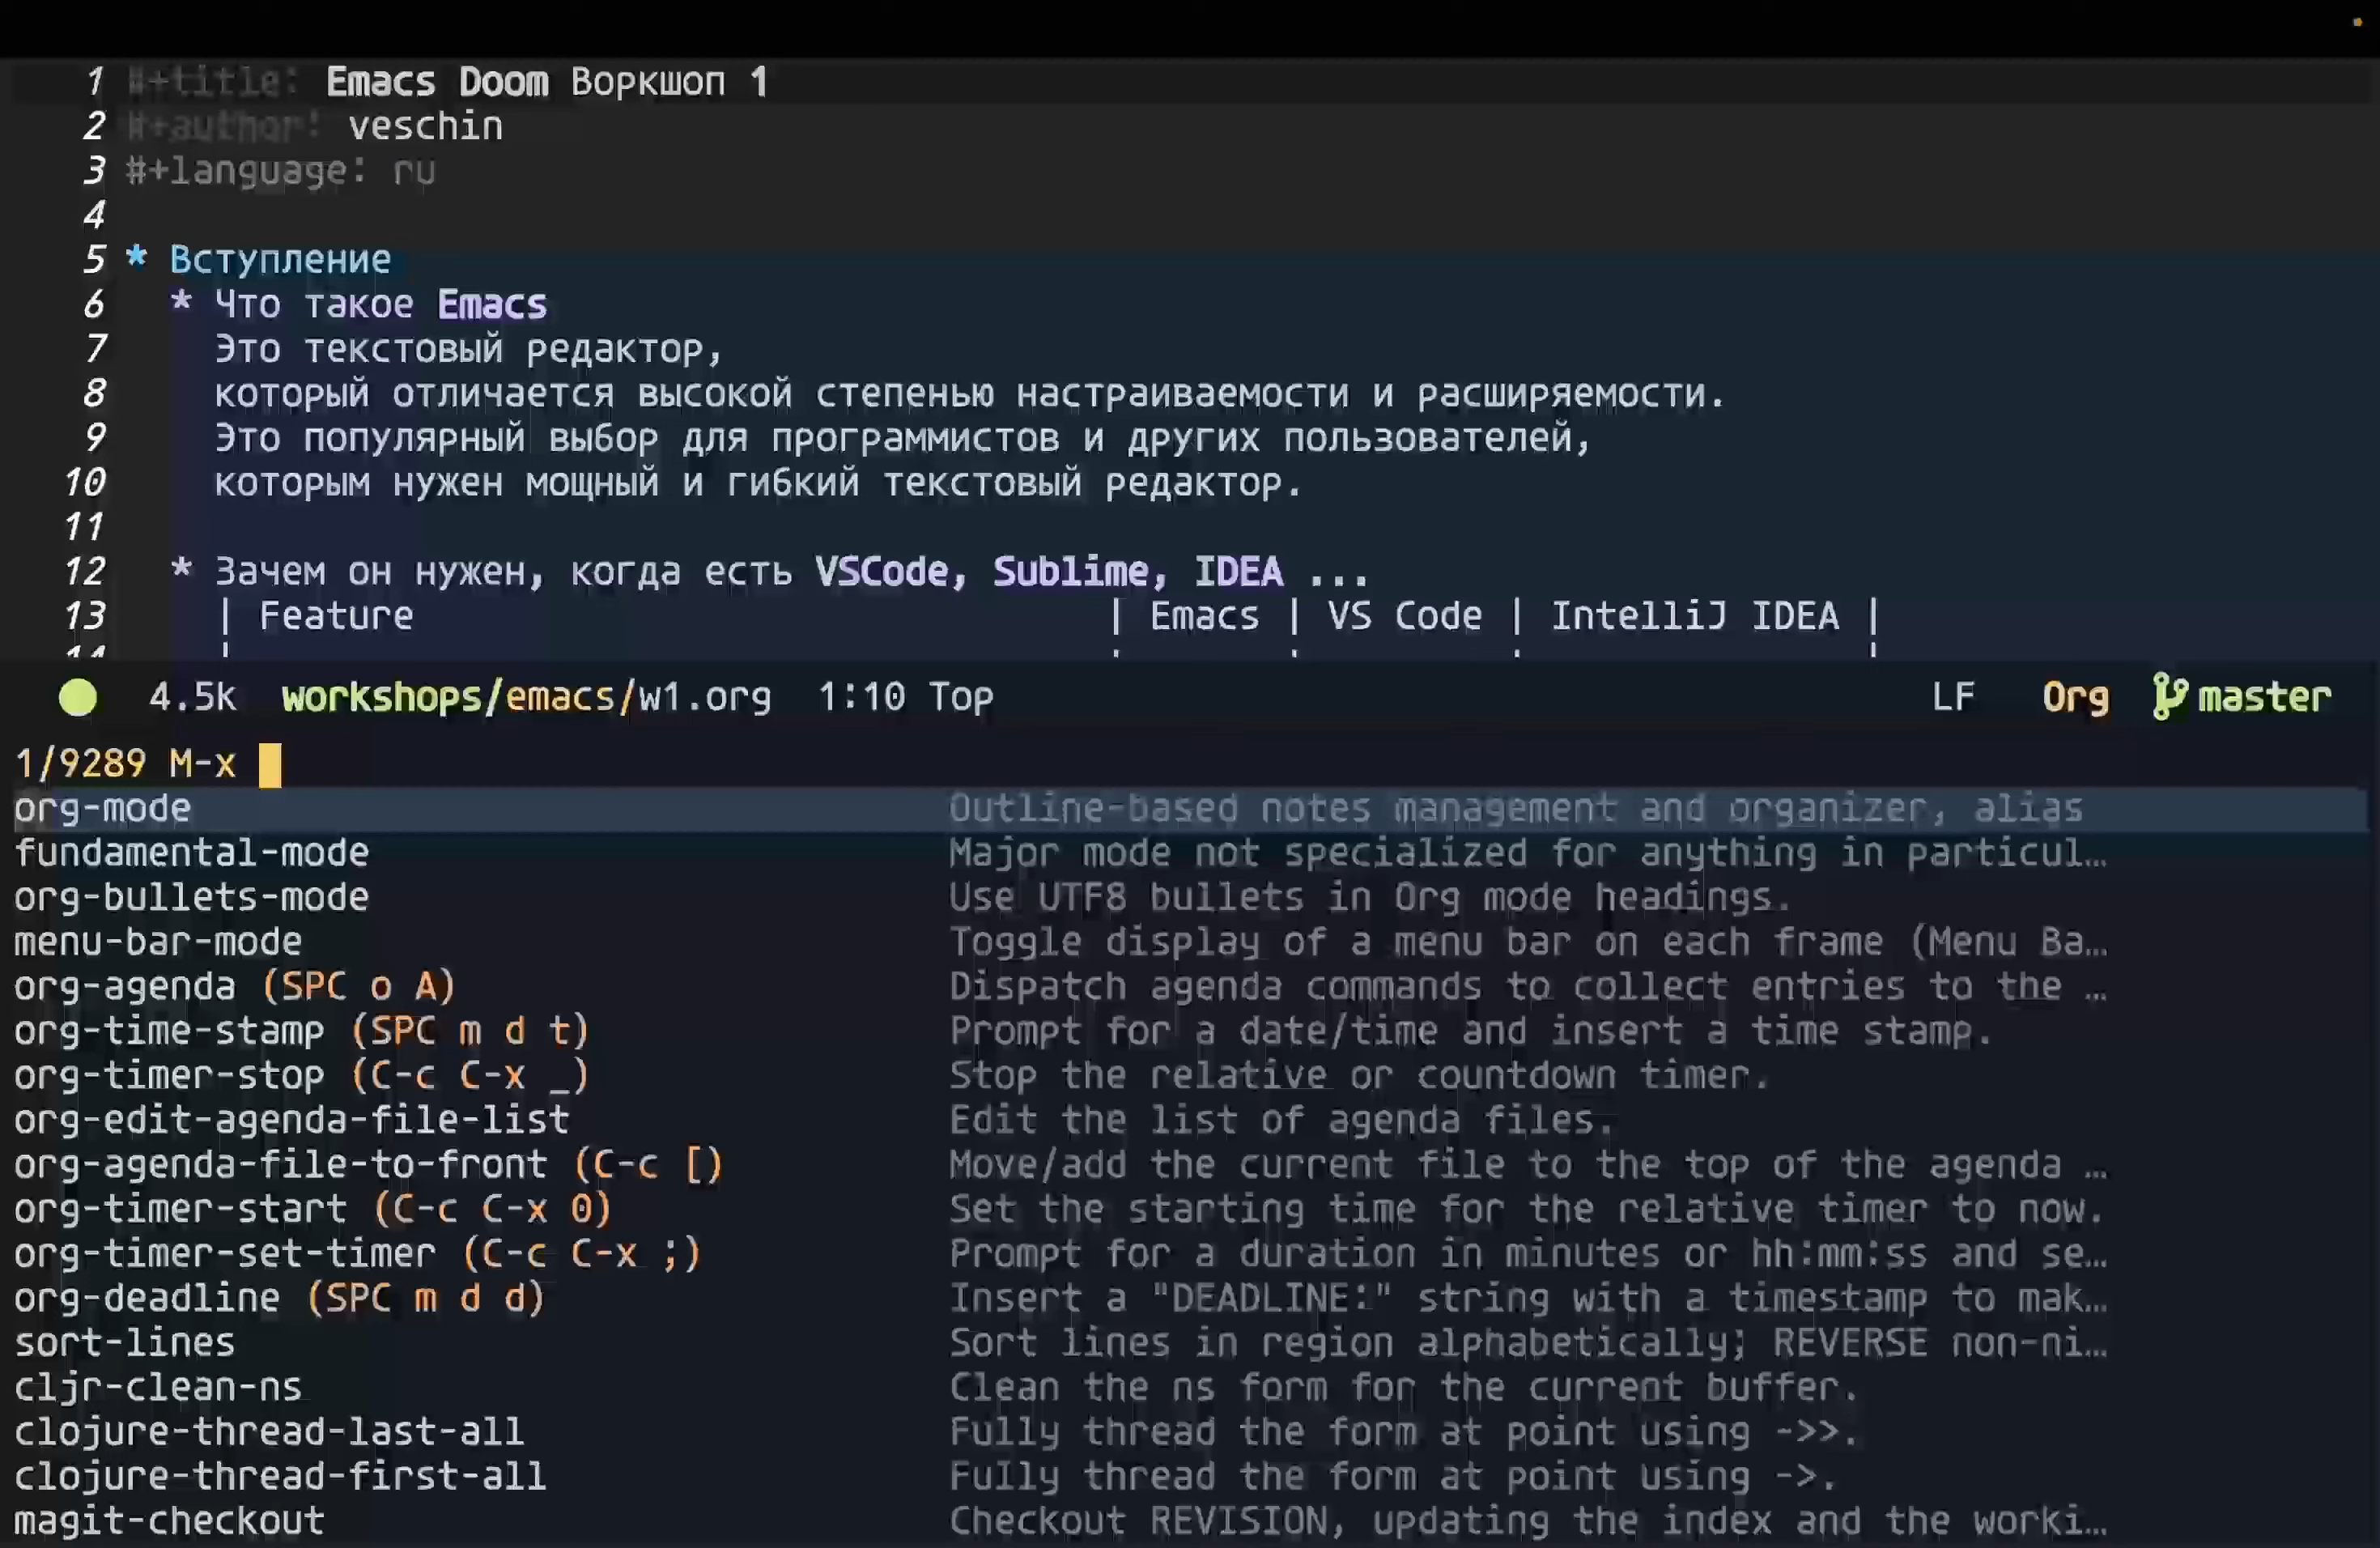 1 #+title: Emacs Doom Воркшоп 1
2 #+author: veschin
3 #+language: ru
4
5 * Вступление
6 * Что такое Emacs
7 Это текстовый редактор,
8 который отличается высокой степенью настраиваемости и расширяемости.
9 Это популярный выбор для программистов и других пользователей,
10 которым нужен мощный и гибкий текстовый редактор.
11
12 * Зачем он нужен, когда есть VSCode, Sublime, IDEA ...
13 | Feature | Emacs | VS Code | IntelliJ IDEA |
14
4.5k workshops/emacs/w1.org 1:10 Top LF Org master
1/9289 M-x
org-mode Outline-based notes management and organizer, alias
fundamental-mode Major mode not specialized for anything in particul…
org-bullets-mode Use UTF8 bullets in Org mode headings.
menu-bar-mode Toggle display of a menu bar on each frame (Menu Ba…
org-agenda (SPC o A) Dispatch agenda commands to collect entries to the …
org-time-stamp (SPC m d t) Prompt for a date/time and insert a time stamp.
org-timer-stop (C-c C-x _) Stop the relative or countdown timer.
org-edit-agenda-file-list Edit the list of agenda files.
org-agenda-file-to-front (C-c [) Move/add the current file to the top of the agenda …
org-timer-start (C-c C-x 0) Set the starting time for the relative timer to now.
org-timer-set-timer (C-c C-x ;) Prompt for a duration in minutes or hh:mm:ss and se…
org-deadline (SPC m d d) Insert a "DEADLINE:" string with a timestamp to mak…
sort-lines Sort lines in region alphabetically; REVERSE non-ni…
cljr-clean-ns Clean the ns form for the current buffer.
clojure-thread-last-all Fully thread the form at point using ->>.
clojure-thread-first-all Fully thread the form at point using ->.
magit-checkout Checkout REVISION, updating the index and the worki…